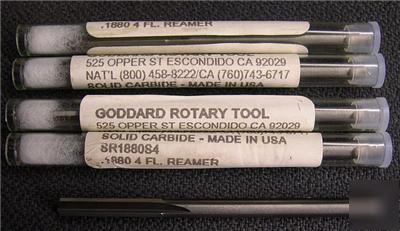 .1880 4 FL. REAMER
525 OPPER ST ESCONDIDO CA 92029
NAT'L (800) 458-8222/CA (760)743-6717
SOLID CARBIDE - MADE IN USA
GODDARD ROTARY TOOL
525 OPPER ST ESCONDIDO CA 92029
SOLID CARBIDE - MADE IN USA
SR1880S4
.1880 4 FL. REAMER